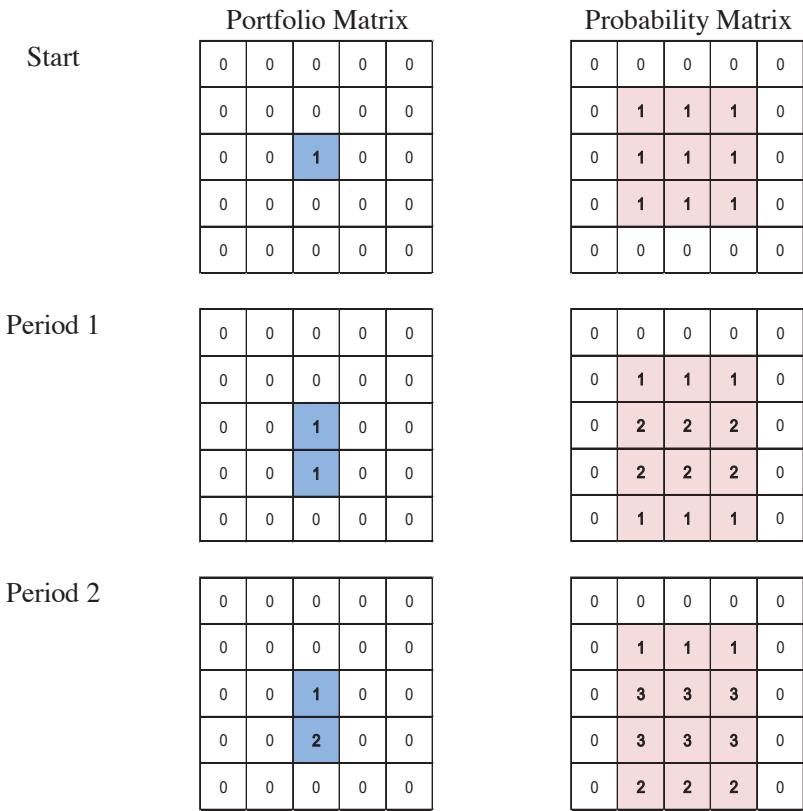 Portfolio Matrix Probability Matrix
Start
0 0 0 0 0 0 0 0 0 0
0 0 0 0 0 0 1 1 1 0
0 0 1 0 0 0 1 1 1 0
0 0 0 0 0 0 1 1 1 0
0 0 0 0 0 0 0 0 0 0
Period 1
0 0 0 0 0 0 0 0 0 0
0 0 0 0 0 0 1 1 1 0
0 0 1 0 0 0 2 2 2 0
0 0 1 0 0 0 2 2 2 0
0 0 0 0 0 0 1 1 1 0
Period 2
0 0 0 0 0 0 0 0 0 0
0 0 0 0 0 0 1 1 1 0
0 0 1 0 0 0 3 3 3 0
0 0 2 0 0 0 3 3 3 0
0 0 0 0 0 0 2 2 2 0